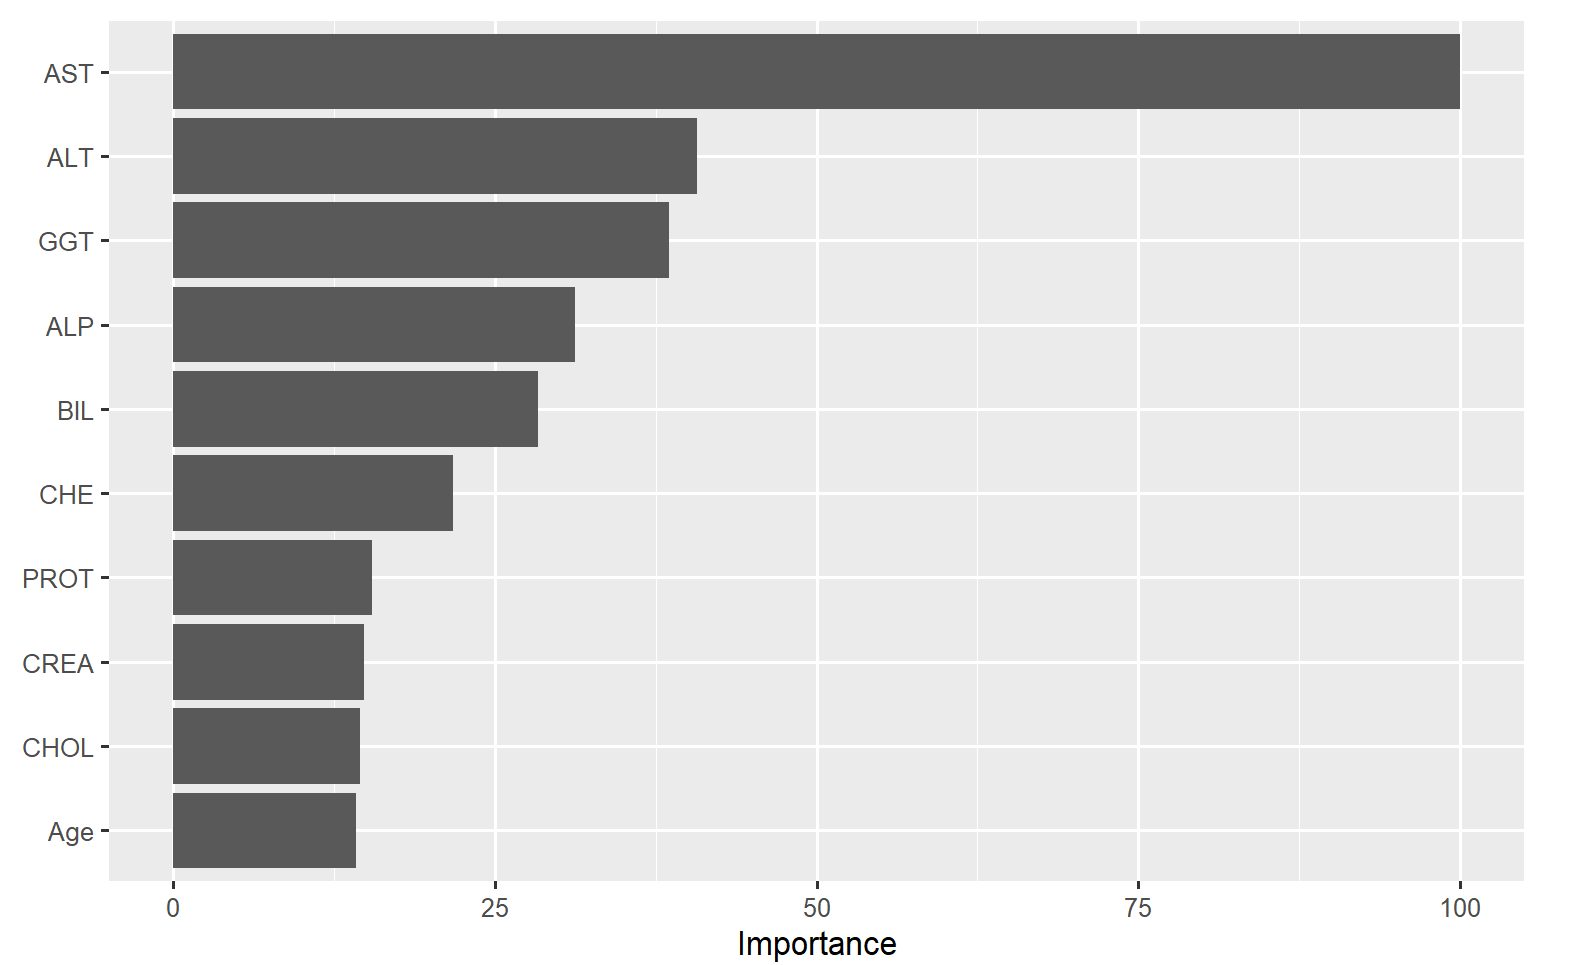 AST
ALT
GGT
ALP
BIL
CHE
PROT
CREA
CHOL
Age
0 25 50 75 100
Importance